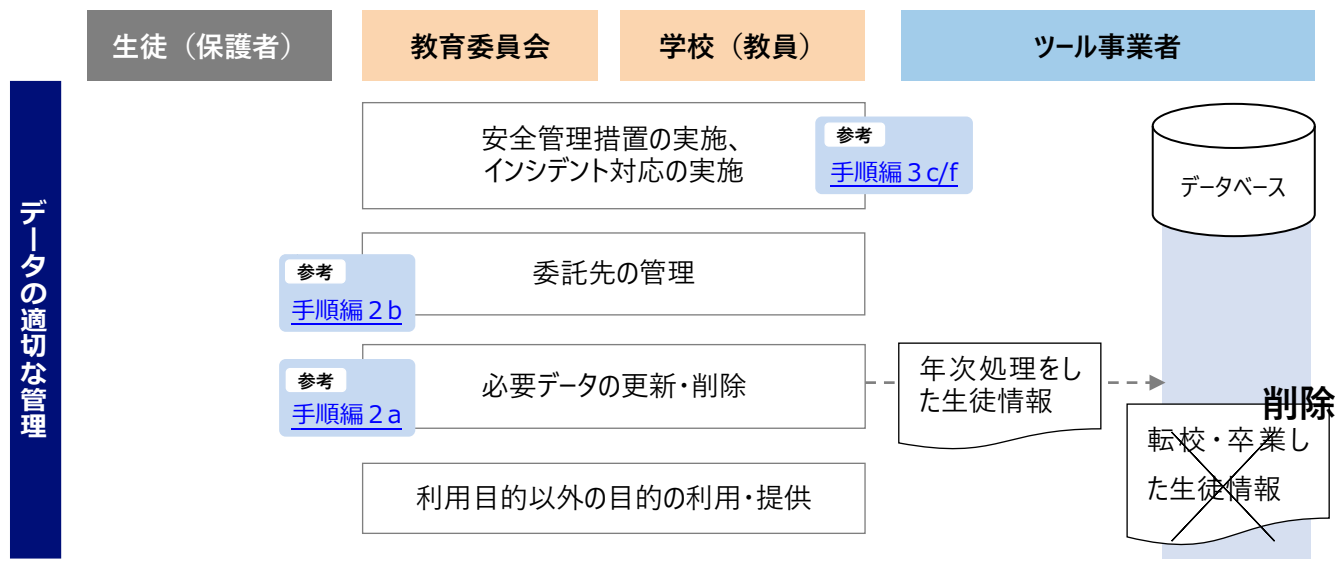 生徒（保護者）
教育委員会
学校（教員）
ツール事業者
データの適切な管理
安全管理措置の実施、
インシデント対応の実施
参考
手順編３c/f
データベース
委託先の管理
参考
手順編２b
必要データの更新・削除
参考
手順編２a
年次処理をし
た生徒情報
削除
転校・卒業し
た生徒情報
利用目的以外の目的の利用・提供